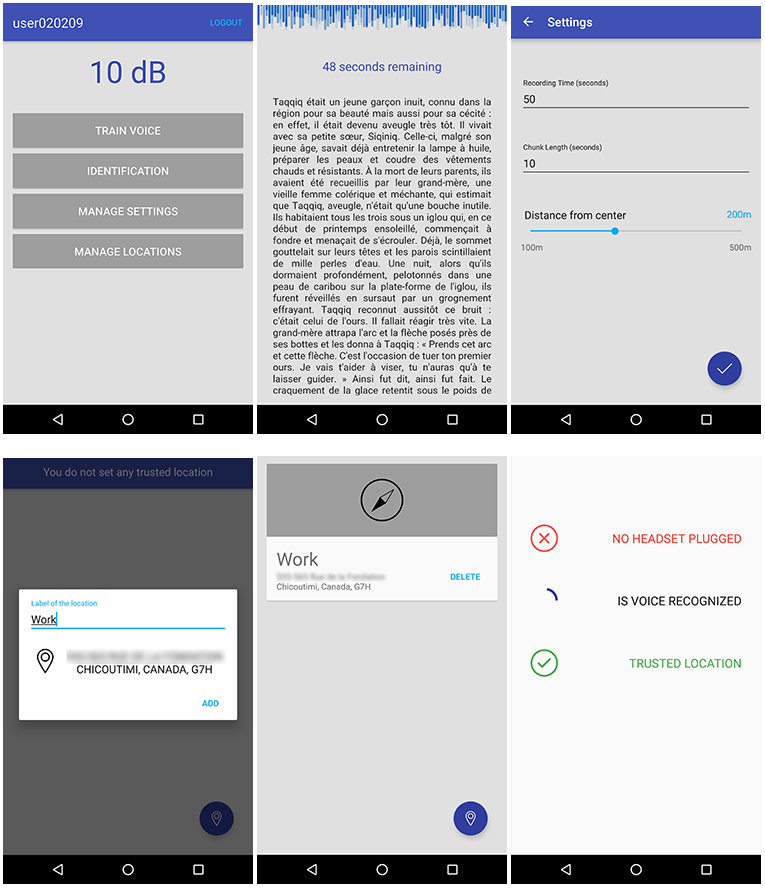 user020209
LOGOUT
10 dB
TRAIN VOICE
IDENTIFICATION
MANAGE SETTINGS
MANAGE LOCATIONS
48 seconds remaining
Taqqiq était un jeune garçon inuit, connu dans la
région pour sa beauté mais aussi pour sa cécité :
en effet, il était devenu aveugle très tôt. Il vivait
avec sa petite sœur, Siqiniq. Celle-ci, malgré son
jeune âge, savait déjà entretenir la lampe à huile,
préparer les peaux et coudre des vêtements
chauds et résistants. À la mort de leurs parents, ils
avaient été recueillis par leur grand-mère, une
vieille femme colérique et méchante, qui estimait
que Taqqiq, aveugle, n'était qu'une bouche inutile.
Ils habitaient tous les trois sous un iglou qui, en ce
début de printemps ensoleillé, commençait à
fondre et menaçait de s'écrouler. Déjà, le sommet
gouttelait sur leurs têtes et les parois scintillaient
de mille perles d'eau. Une nuit, alors qu'ils
dormaient profondément, pelotonnés dans une
peau de caribou sur la plate-forme de l'iglou, ils
furent réveillés en sursaut par un grognement
effrayant. Taqqiq reconnut aussitôt ce bruit :
c'était celui de l'ours. Il fallait réagir très vite. La
grand-mère attrapa l'arc et la flèche posés près de
ses bottes et les donna à Taqqiq : « Prends cet arc
et cette flèche. C'est l'occasion de tuer ton premier
ours. Je vais t'aider à viser, tu n'auras qu'à te
laisser guider. » Ainsi fut dit, ainsi fut fait. Le
craquement de la glace retentit sous le poids de
Settings
Recording Time (seconds)
50
Chunk Length (seconds)
10
Distance from center
200m
100m
500m
You do not set any trusted location
Label of the location
Work
CHICOUTIMI, CANADA, G7H
ADD
Work
Rue de la Fondation
Chicoutimi, Canada, G7H
DELETE
NO HEADSET PLUGGED
IS VOICE RECOGNIZED
TRUSTED LOCATION